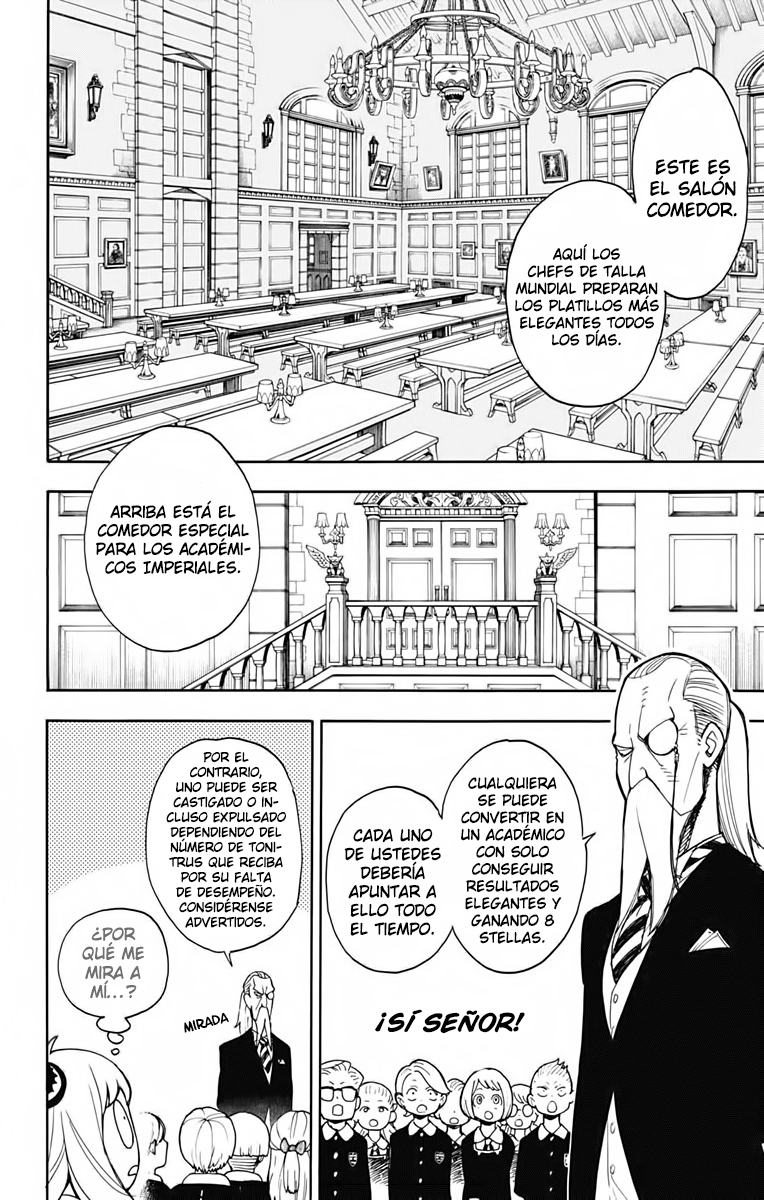 ESTE ES
EL SALÓN
COMEDOR.
AQUÍ LOS
CHEFS DE TALLA
MUNDIAL PREPARAN
LOS PLATILLOS MÁS
ELEGANTES TODOS
LOS DÍAS.
ARRIBA ESTÁ EL
COMEDOR ESPECIAL
PARA LOS ACADÉMI-
COS IMPERIALES.
CUALQUIERA
SE PUEDE
CONVERTIR EN
UN ACADÉMICO
CON SOLO
CONSEGUIR
RESULTADOS
ELEGANTES Y
GANANDO 8
STELLAS.
CADA UNO
DE USTEDES
DEBERÍA
APUNTAR A
ELLO TODO
EL TIEMPO.
¡SÍ SEÑOR!
POR EL
CONTRARIO,
UNO PUEDE SER
CASTIGADO O IN-
CLUSO EXPULSADO
DEPENDIENDO DEL
NÚMERO DE TONI-
TRUS QUE RECIBA
POR SU FALTA
DE DESEMPEÑO.
CONSIDÉRENSE
ADVERTIDOS.
MIRADA
¿POR
QUÉ ME
MIRA A
MÍ...?